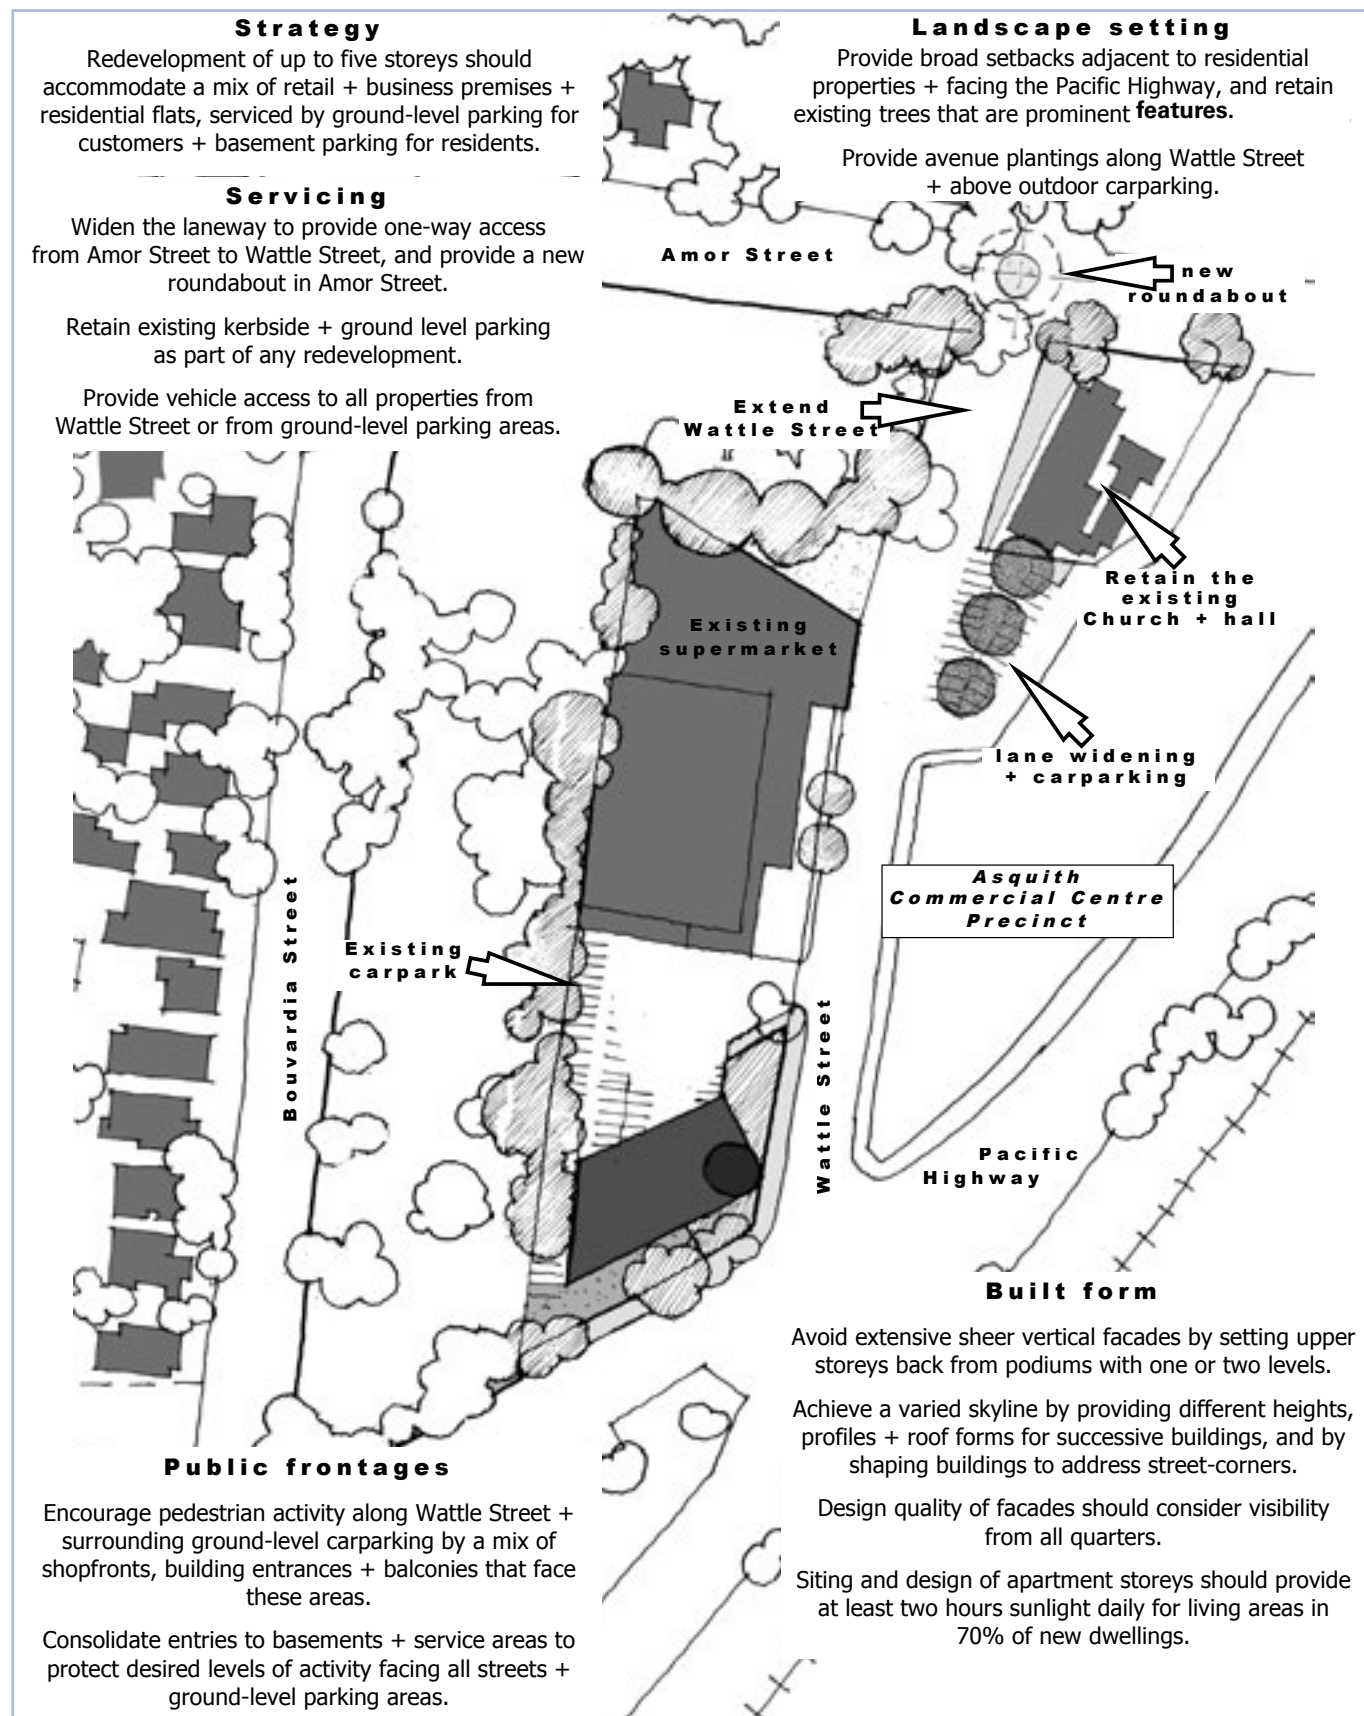 Strategy
Redevelopment of up to five storeys should
accommodate a mix of retail + business premises +
residential flats, serviced by ground-level parking for
customers + basement parking for residents.
Servicing
Widen the laneway to provide one-way access
from Amor Street to Wattle Street, and provide a new
roundabout in Amor Street.
Retain existing kerbside + ground level parking
as part of any redevelopment.
Provide vehicle access to all properties from
Wattle Street or from ground-level parking areas.
Landscape setting
Provide broad setbacks adjacent to residential
properties + facing the Pacific Highway, and retain
existing trees that are prominent features.
Provide avenue plantings along Wattle Street
+ above outdoor carparking.
Amor Street
new
roundabout
Extend
Wattle Street
Retain the
existing
Church + hall
Existing
supermarket
lane widening
+ carparking
Asquith
Commercial Centre
Precinct
Existing
carpark
Bouvardia Street
Wattle Street
Pacific
Highway
Built form
Avoid extensive sheer vertical facades by setting upper
storeys back from podiums with one or two levels.
Achieve a varied skyline by providing different heights,
profiles + roof forms for successive buildings, and by
shaping buildings to address street-corners.
Design quality of facades should consider visibility
from all quarters.
Siting and design of apartment storeys should provide
at least two hours sunlight daily for living areas in
70% of new dwellings.
Public frontages
Encourage pedestrian activity along Wattle Street +
surrounding ground-level carparking by a mix of
shopfronts, building entrances + balconies that face
these areas.
Consolidate entries to basements + service areas to
protect desired levels of activity facing all streets +
ground-level parking areas.